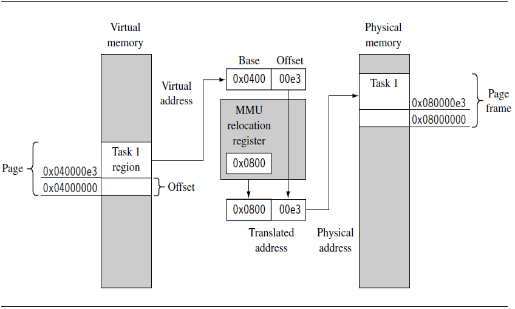 Virtual
memory
Physical
memory
Base Offset
0x0400 00e3
Virtual
address
MMU
relocation
register
0x0800
Task 1
0x080000e3
0x08000000
Page
frame
Page
0x040000e3
0x04000000
Task 1
region
Offset
0x0800 00e3
Translated
address
Physical
address